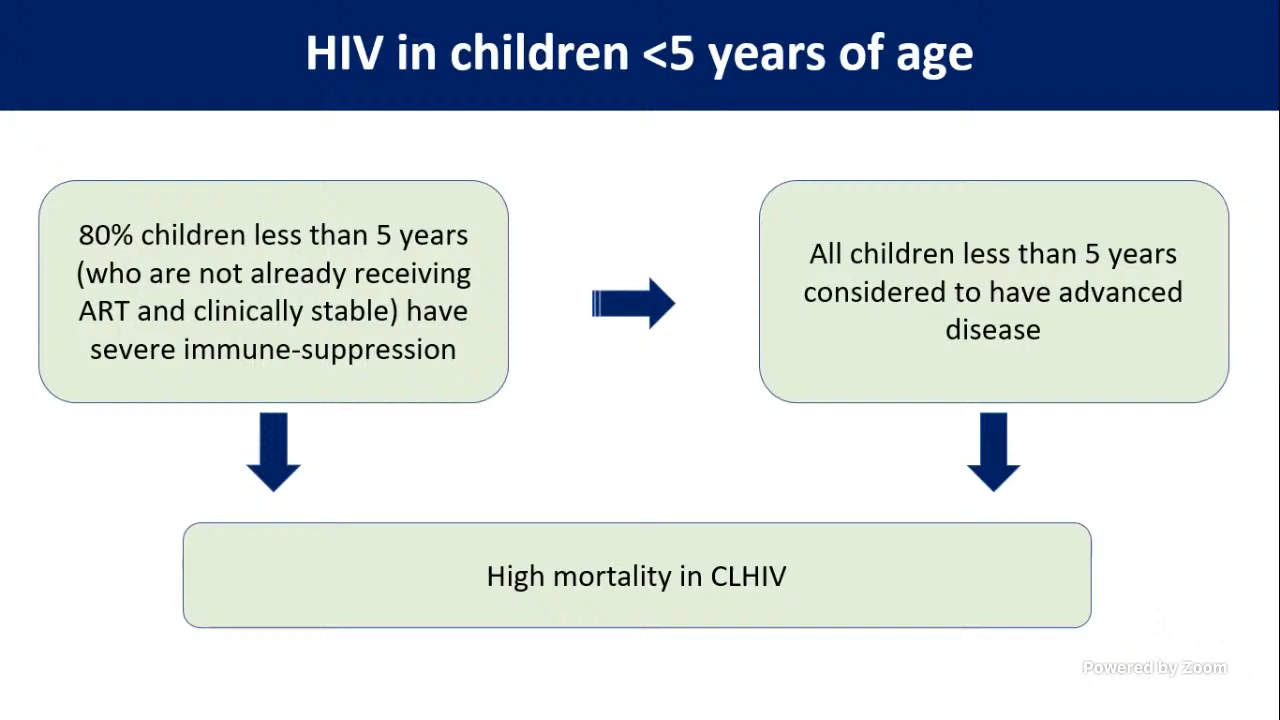 HIV in children <5 years of age
80% children less than 5 years
(who are not already receiving
ART and clinically stable) have
severe immune-suppression
All children less than 5 years
considered to have advanced
disease
High mortality in CLHIV
Powered by Zoom